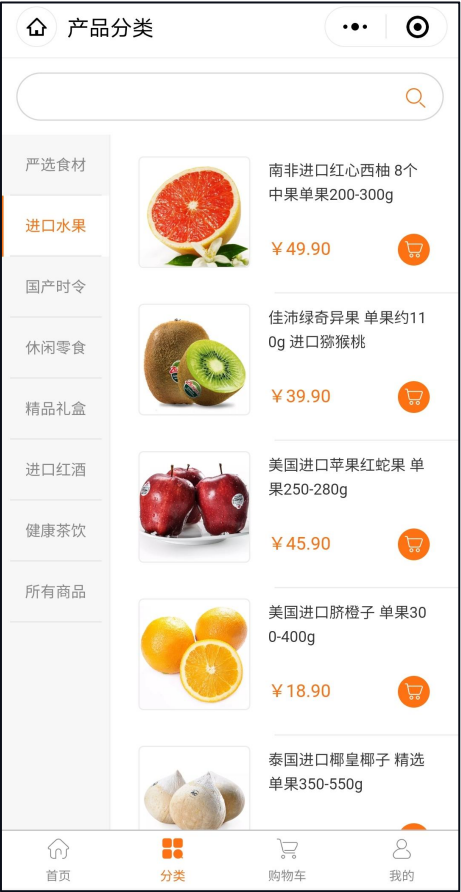 产品分类
严选食材
进口水果
国产时令
休闲零食
精品礼盒
进口红酒
健康茶饮
所有商品
南非进口红心西柚 8个
中果单果200-300g
￥49.90
佳沛绿奇异果 单果约11
0g 进口猕猴桃
￥39.90
美国进口苹果红蛇果 单
果250-280g
￥45.90
美国进口脐橙子 单果30
0-400g
￥18.90
泰国进口椰皇椰子 精选
单果350-550g
首页
分类
购物车
我的